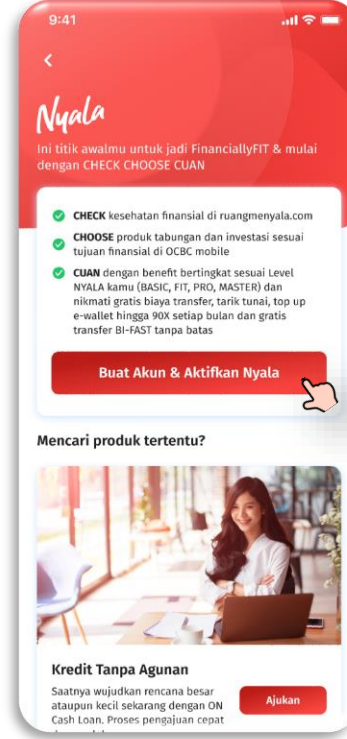 9:41
Nyala
Ini titik awalmu untuk jadi FinanciallyFIT & mulai
dengan CHECK CHOOSE CUAN
CHECK kesehatan finansial di ruangmenyala.com
CHOOSE produk tabungan dan investasi sesuai
tujuan finansial di OCBC mobile
CUAN dengan benefit bertingkat sesuai Level
NYALA kamu (BASIC, FIT, PRO, MASTER) dan
nikmati gratis biaya transfer, tarik tunai, top up
e-wallet hingga 90X setiap bulan dan gratis
transfer BI-FAST tanpa batas
Buat Akun & Aktifkan Nyala
Mencari produk tertentu?
Kredit Tanpa Agunan
Saatnya wujudkan rencana besar
ataupun kecil sekarang dengan ON
Cash Loan. Proses pengajuan cepat
Ajukan